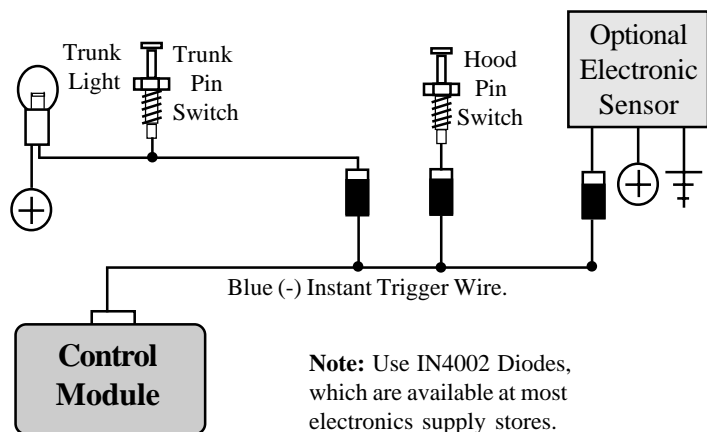 Trunk
Light
Trunk
Pin
Switch
Hood
Pin
Switch
Optional
Electronic
Sensor
Blue (-) Instant Trigger Wire.
Control
Module
Note: Use IN4002 Diodes,
which are available at most
electronics supply stores.